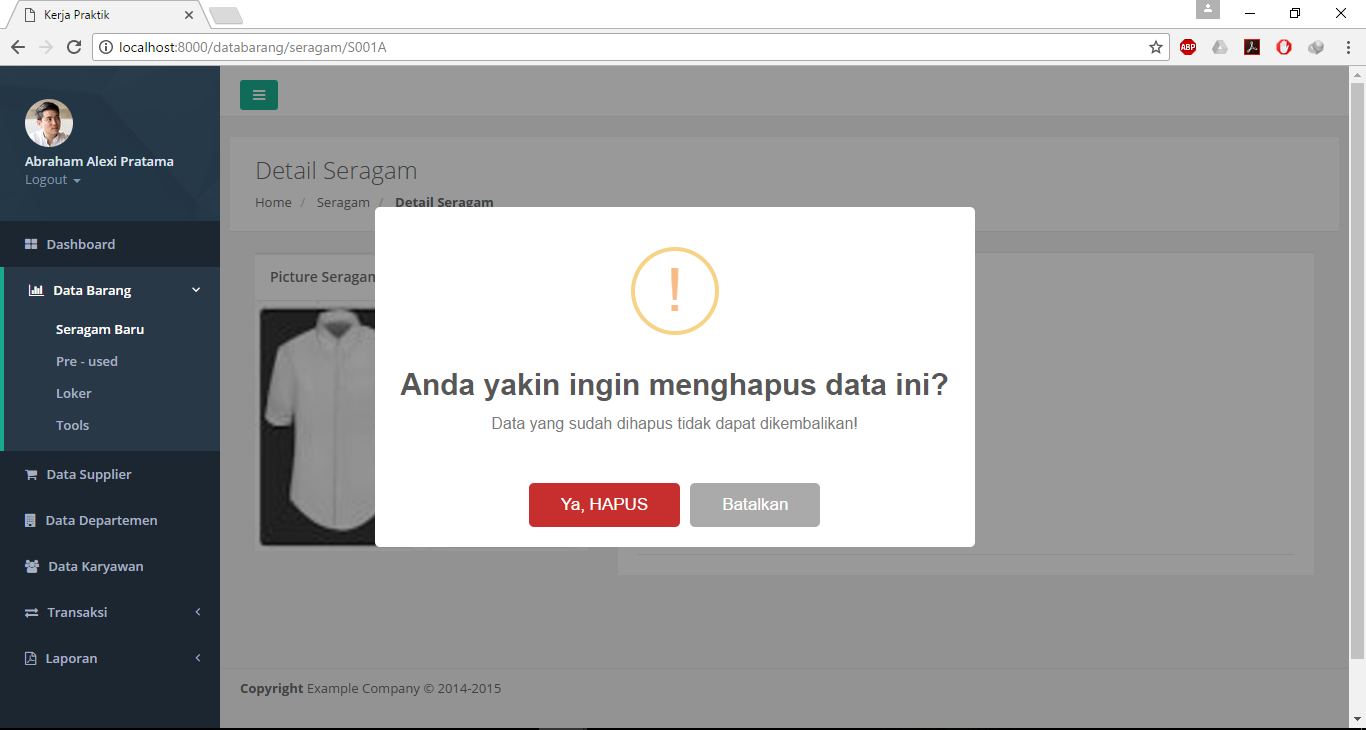 Kerja Praktik
localhost:8000/databarang/seragam/S001A
ABP
Abraham Alexi Pratama
Logout
Dashboard
Data Barang
Seragam Baru
Pre - used
Loker
Tools
Data Supplier
Data Departemen
Data Karyawan
Transaksi
Laporan
Detail Seragam
Home / Seragam / Detail Seragam
Picture Seragam
!
Anda yakin ingin menghapus data ini?
Data yang sudah dihapus tidak dapat dikembalikan!
Ya, HAPUS
Batalkan
Copyright Example Company © 2014-2015